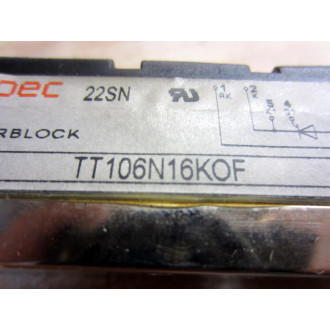 pec 22SN
RBLOCK
TT106N16KOF